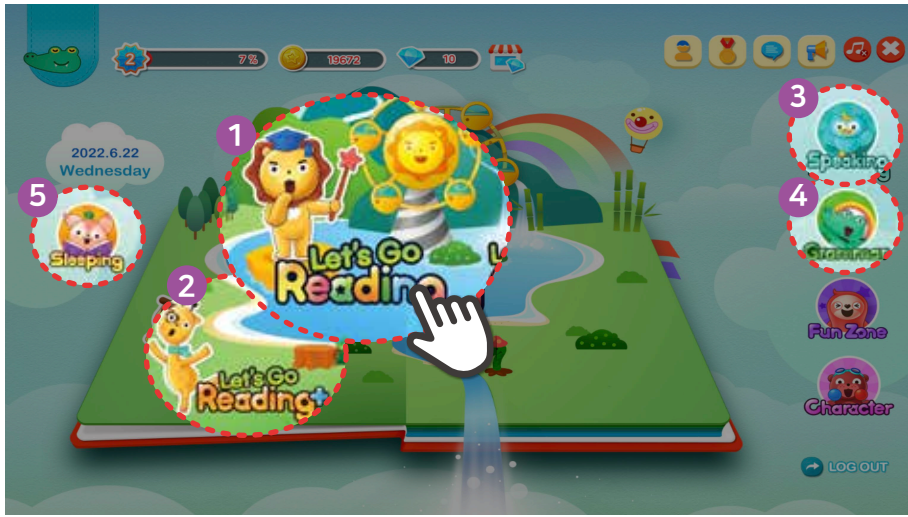 2
7%
19672
10
2022.6.22
Wednesday
1
Let's Go
Reading
2
Let's Go
Reading+
3
Speaking
4
Grammar
5
Sleeping
Fun Zone
Character
LOG OUT